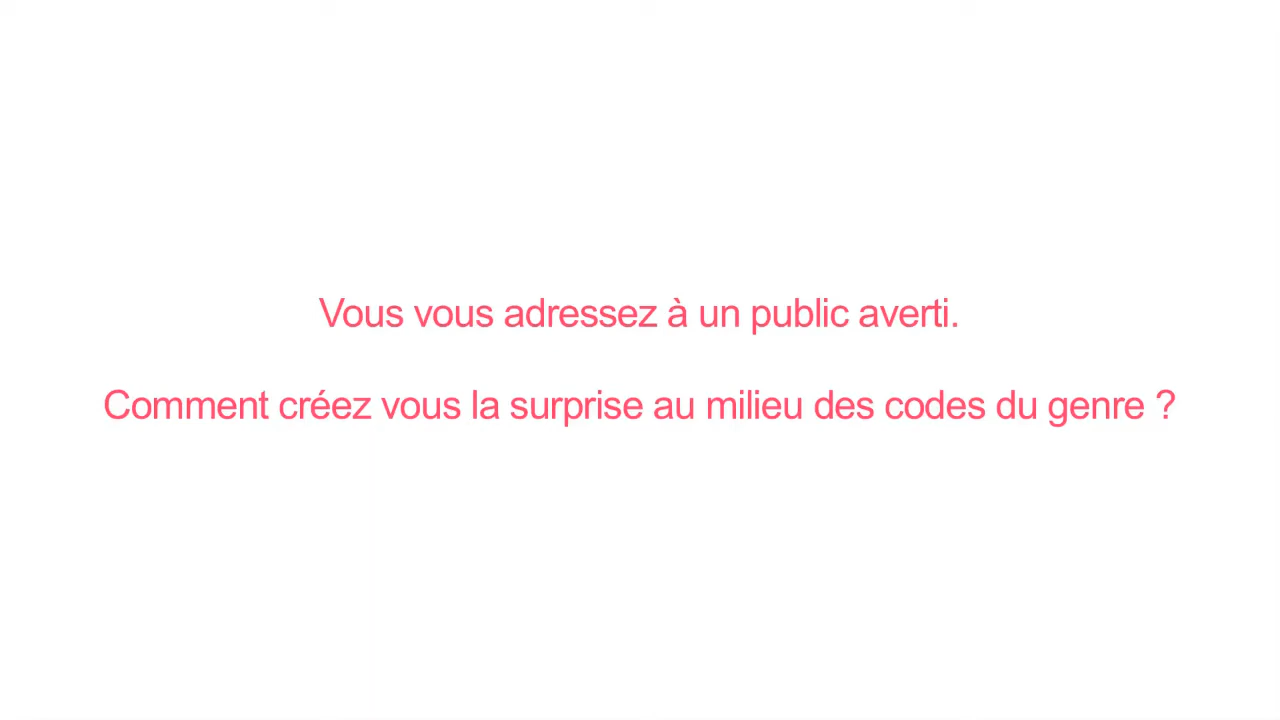 Vous vous adressez à un public averti.
Comment créez vous la surprise au milieu des codes du genre ?